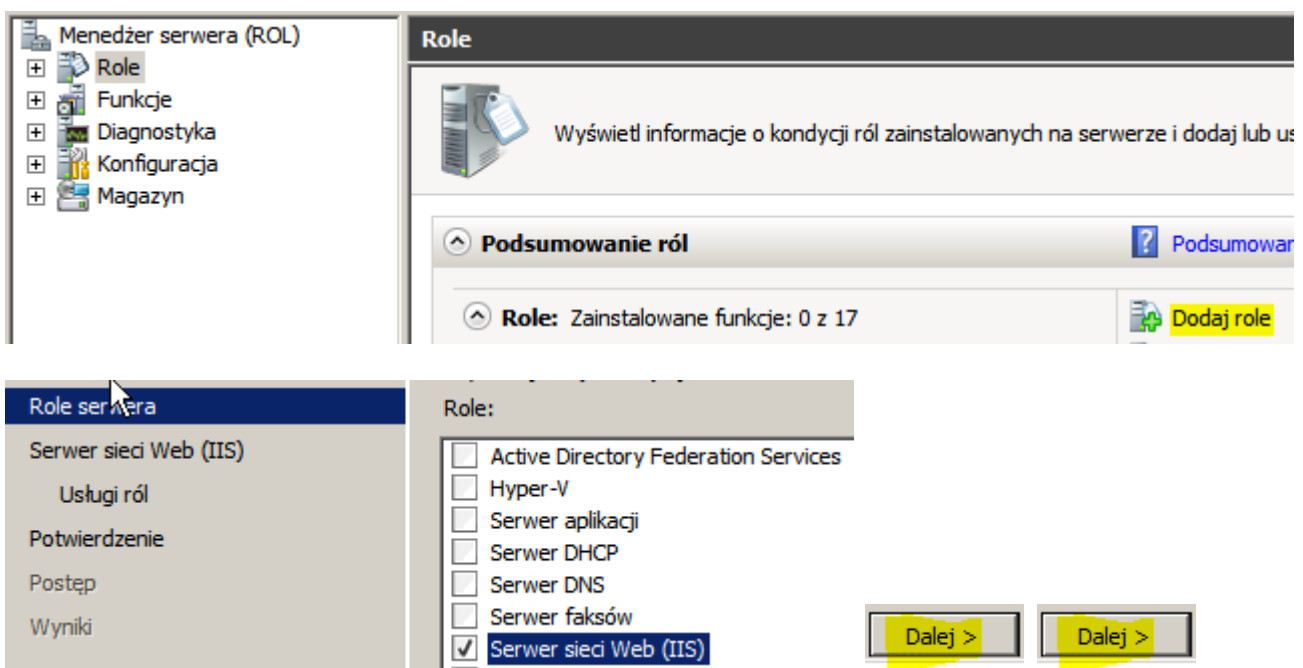 Menedżer serwera (ROL)
Role
Funkcje
Diagnostyka
Konfiguracja
Magazyn
Role
Wyświetl informacje o kondycji ról zainstalowanych na serwerze i dodaj lub us
Podsumowanie ról
Podsumowan
Role: Zainstalowane funkcje: 0 z 17
Dodaj role
Role serwera
Serwer sieci Web (IIS)
Usługi ról
Potwierdzenie
Postęp
Wyniki
Role:
Active Directory Federation Services
Hyper-V
Serwer aplikacji
Serwer DHCP
Serwer DNS
Serwer faksów
Serwer sieci Web (IIS)
Dalej >
Dalej >